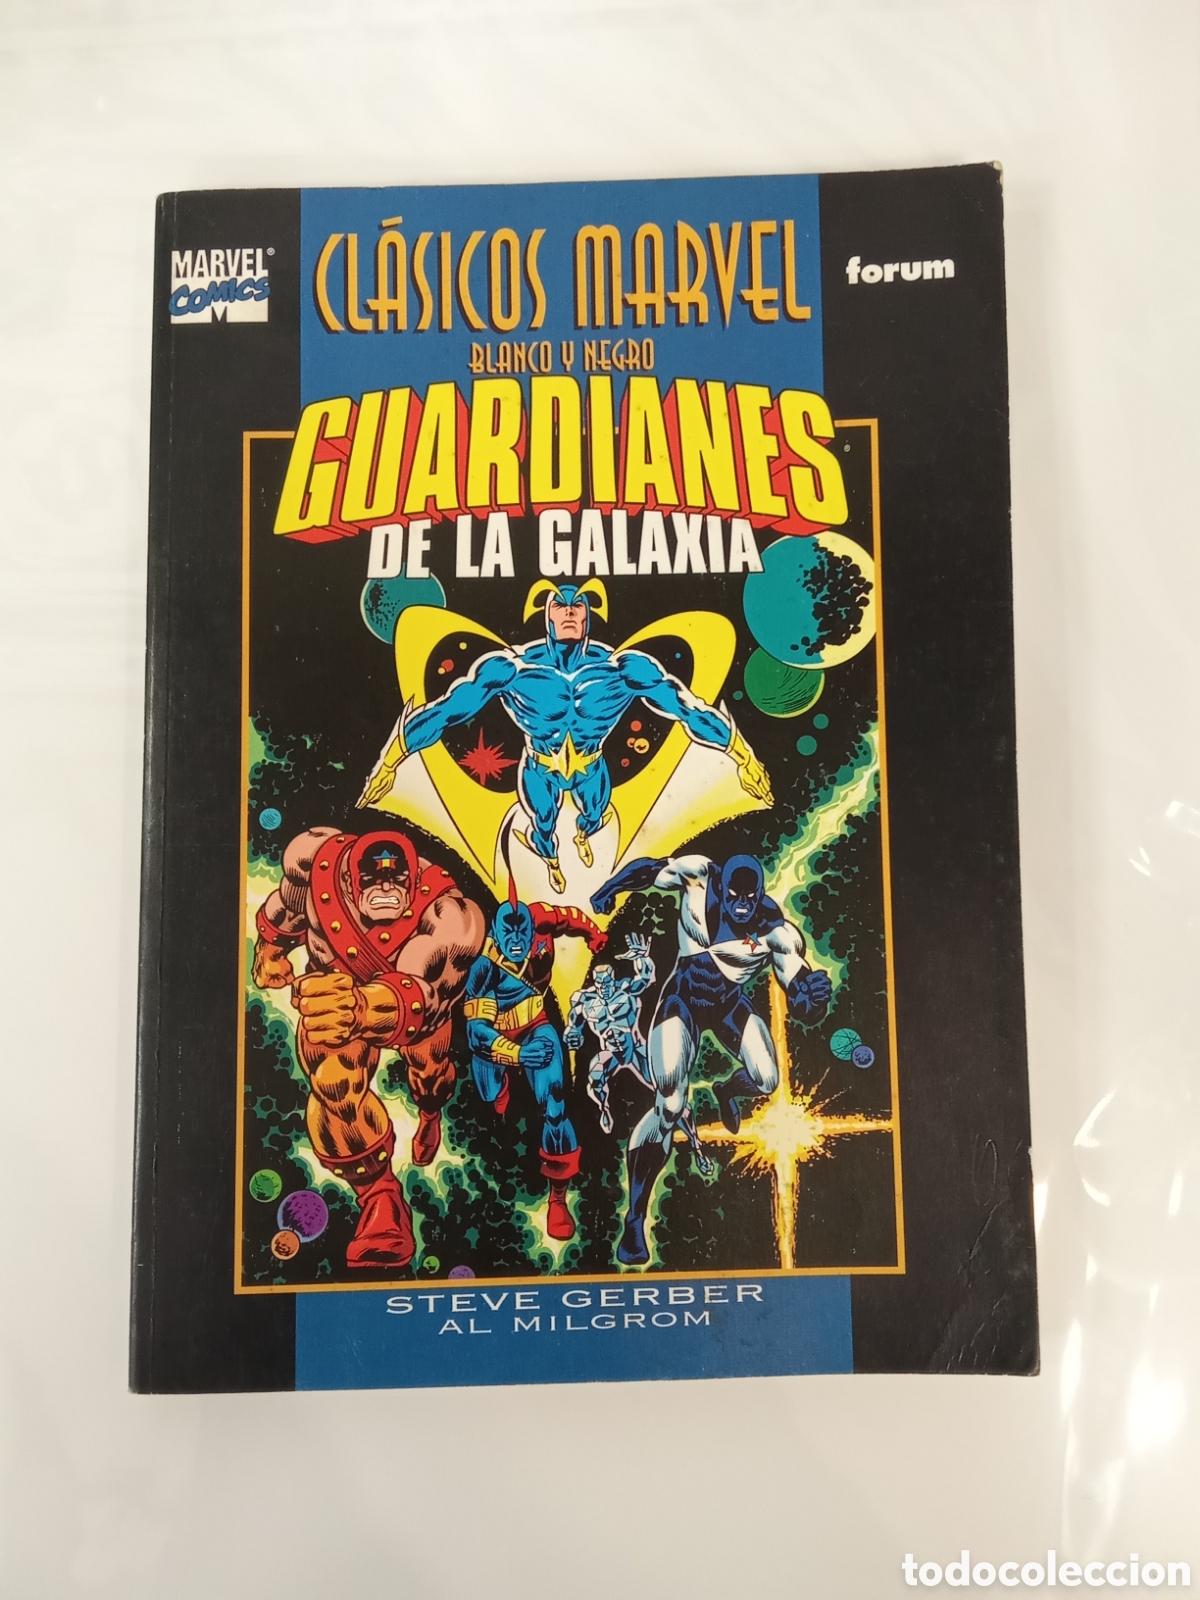 MARVEL®
COMICS
CLÁSICOS MARVEL
forum
BLANCO Y NEGRO
GUARDIANES®
DE LA GALAXIA
STEVE GERBER
AL MILGROM
todocoleccion